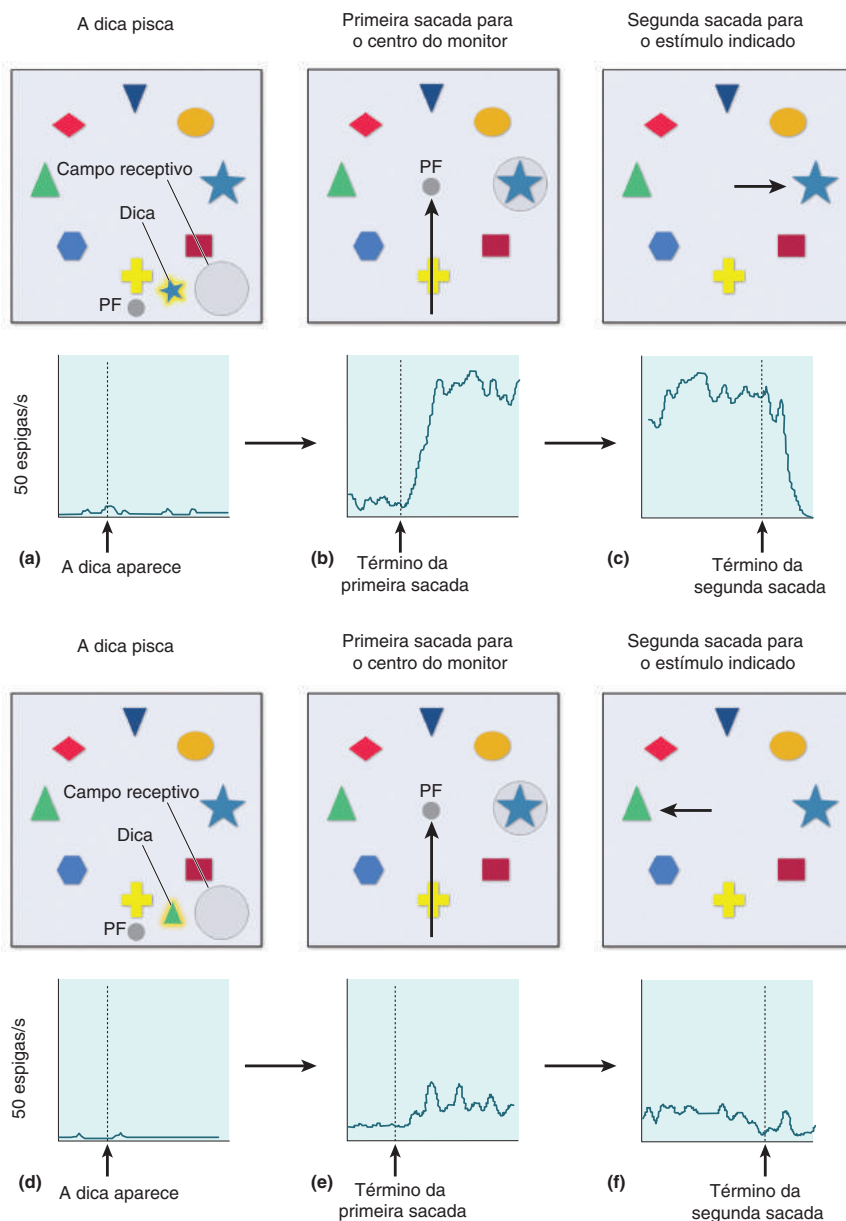 A dica pisca
Primeira sacada para
o centro do monitor
Segunda sacada para
o estímulo indicado
Campo receptivo
Dica
PF
PF
50 espigas/s
(a)
A dica aparece
(b)
Término da
primeira sacada
(c)
Término da
segunda sacada
A dica pisca
Primeira sacada para
o centro do monitor
Segunda sacada para
o estímulo indicado
Campo receptivo
Dica
PF
PF
50 espigas/s
(d)
A dica aparece
(e)
Término da
primeira sacada
(f)
Término da
segunda sacada